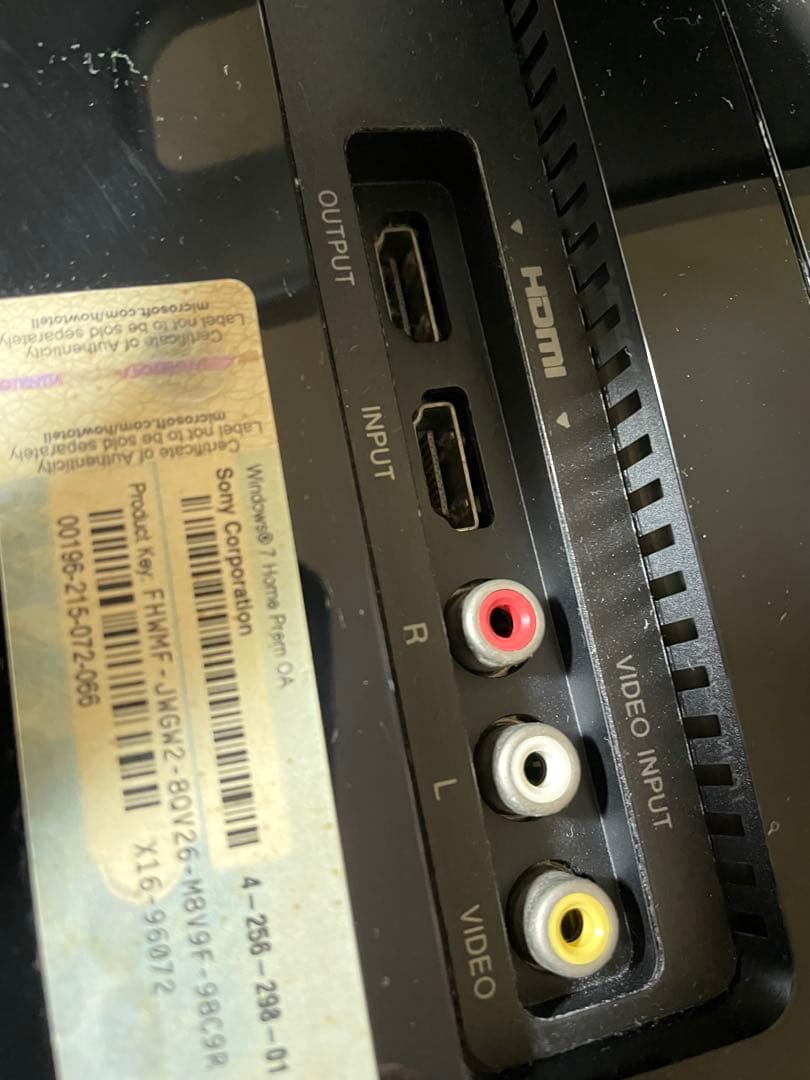 OUTPUT
HDMI
INPUT
R
L
VIDEO
VIDEO INPUT
Label not to be sold separately
Certificate of Authenticity
microsoft.com/howtotell
Label not to be sold separately
Certificate of Authenticity
microsoft.com/howtotell
Windows® 7 Home Prem OA
Sony Corporation
4-256-298-01
Product Key: FHWMF-JWGW2-8QV26-M8V9F-98C9R
X16-96072
00196-215-072-066